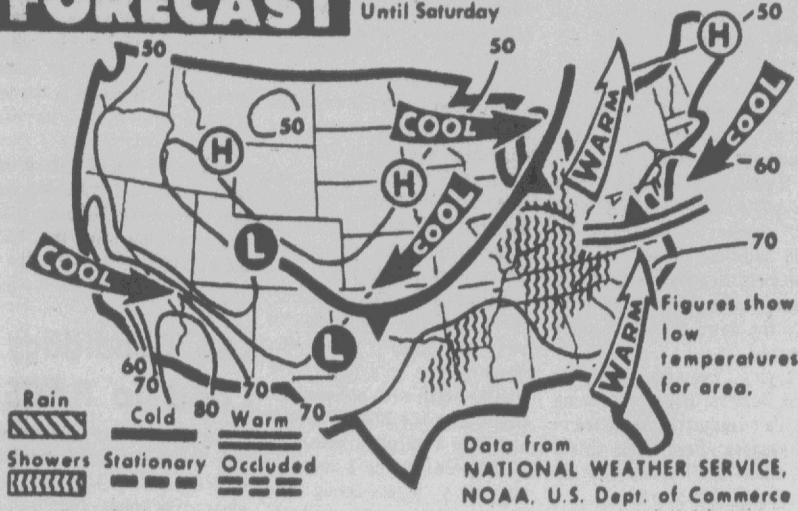 FORECAST
Until Saturday
50
50
50
H
50
COOL
WARM
COOL
H
H
COOL
60
L
70
COOL
L
WARM
Figures show
low
temperatures
for area.
60
70
80
70
70
Rain
Cold
Warm
Showers
Stationary
Occluded
Data from
NATIONAL WEATHER SERVICE,
NOAA, U.S. Dept. of Commerce